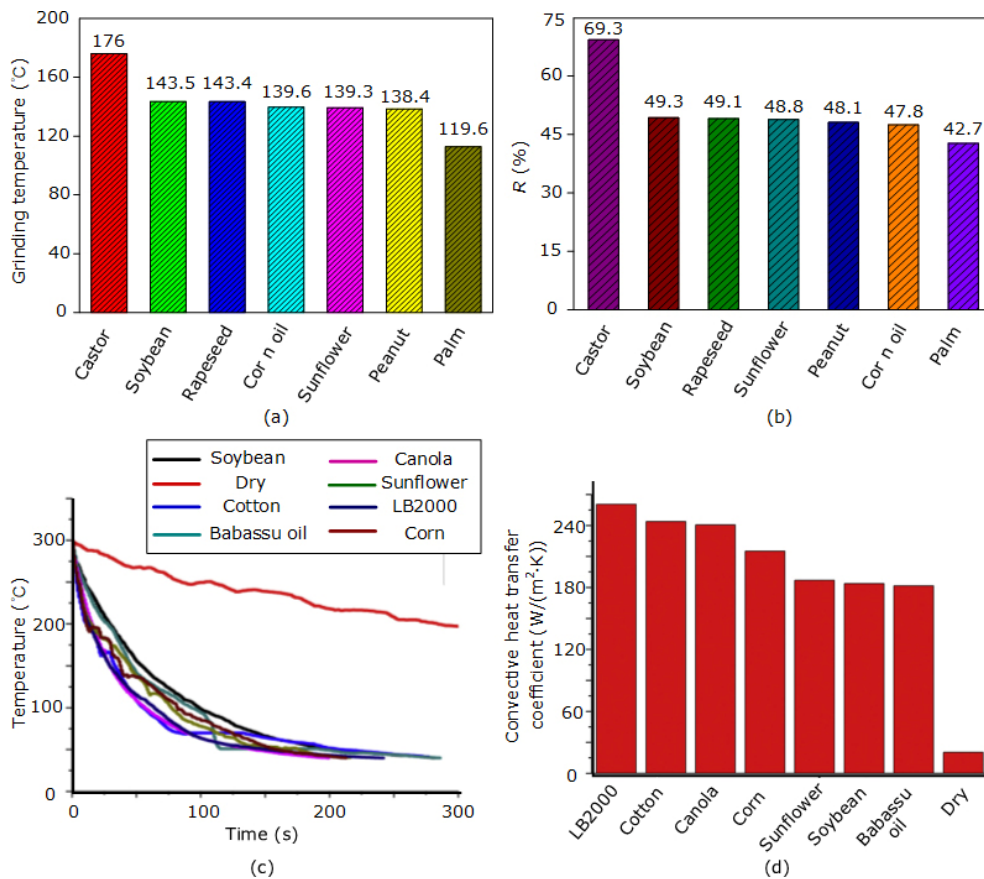 200
160
120
80
40
0
Grinding temperature (℃)
176
143.5
143.4
139.6
139.3
138.4
119.6
Castor
Soybean
Rapeseed
Cor n oil
Sunflower
Peanut
Palm
(a)
75
60
45
30
15
0
R (%)
69.3
49.3
49.1
48.8
48.1
47.8
42.7
Castor
Soybean
Rapeseed
Sunflower
Peanut
Cor n oil
Palm
(b)
Soybean
Dry
Cotton
Babassu oil
Canola
Sunflower
LB2000
Corn
300
200
100
0
Temperature (℃)
0
100
200
300
Time (s)
(c)
240
180
120
60
0
Convective heat transfer
coefficient (W/(m²·K))
LB2000
Cotton
Canola
Corn
Sunflower
Soybean
Babassu
oil
Dry
(d)